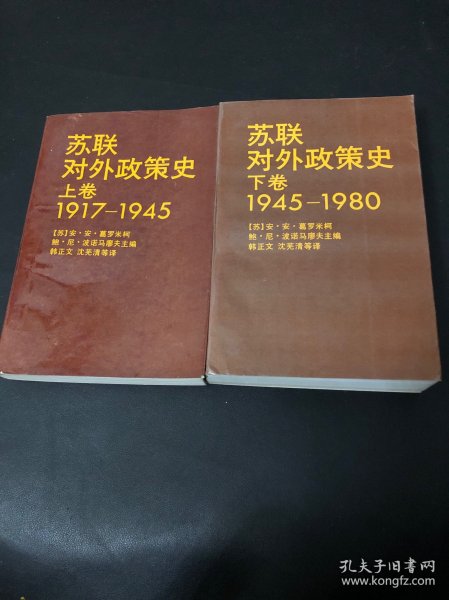 苏联
对外政策史
上卷
1917-1945
【苏】安·安·葛罗米柯
鲍·尼·波诺马廖夫主编
韩正文 沈芜清等译
苏联
对外政策史
下卷
1945-1980
【苏】安·安·葛罗米柯
鲍·尼·波诺马廖夫主编
韩正文 沈芜清等译
孔夫子旧书网
www.kongfz.com